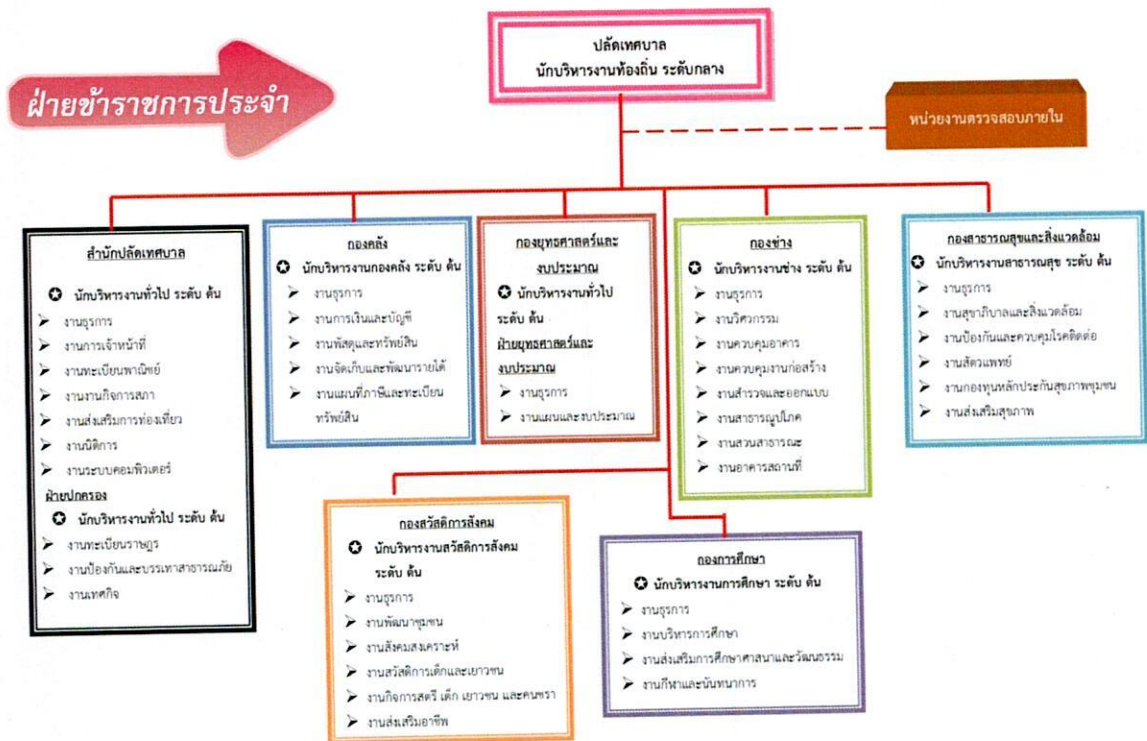 ปลัดเทศบาล
นักบริหารงานท้องถิ่น ระดับกลาง
ฝ่ายข้าราชการประจำ
หน่วยงานตรวจสอบภายใน
สำนักปลัดเทศบาล
นักบริหารงานทั่วไป ระดับ ต้น
งานธุรการ
งานการเจ้าหน้าที่
งานทะเบียนพาณิชย์
งานงานกิจการสภา
งานส่งเสริมการท่องเที่ยว
งานนิติการ
งานระบบคอมพิวเตอร์
ฝ่ายปกครอง
นักบริหารงานทั่วไป ระดับ ต้น
งานทะเบียนราษฎร
งานป้องกันและบรรเทาสาธารณภัย
งานเทศกิจ
กองคลัง
นักบริหารงานกองคลัง ระดับ ต้น
งานธุรการ
งานการเงินและบัญชี
งานพัสดุและทรัพย์สิน
งานจัดเก็บและพัฒนารายได้
งานแผนที่ภาษีและทะเบียน
ทรัพย์สิน
กองยุทธศาสตร์และ
งบประมาณ
นักบริหารงานทั่วไป
ระดับ ต้น
ฝ่ายยุทธศาสตร์และ
งบประมาณ
งานธุรการ
งานแผนและงบประมาณ
กองช่าง
นักบริหารงานช่าง ระดับ ต้น
งานธุรการ
งานวิศวกรรม
งานควบคุมอาคาร
งานควบคุมงานก่อสร้าง
งานสำรวจและออกแบบ
งานสาธารณูปโภค
งานสวนสาธารณะ
งานอาคารสถานที่
กองสาธารณสุขและสิ่งแวดล้อม
นักบริหารงานสาธารณสุข ระดับ ต้น
งานธุรการ
งานสุขาภิบาลและสิ่งแวดล้อม
งานป้องกันและควบคุมโรคติดต่อ
งานสัตวแพทย์
งานกองทุนหลักประกันสุขภาพชุมชน
งานส่งเสริมสุขภาพ
กองสวัสดิการสังคม
นักบริหารงานสวัสดิการสังคม
ระดับ ต้น
งานธุรการ
งานพัฒนาชุมชน
งานสังคมสงเคราะห์
งานสวัสดิการเด็กและเยาวชน
งานกิจการสตรี เด็ก เยาวชน และคนชรา
งานส่งเสริมอาชีพ
กองการศึกษา
นักบริหารงานการศึกษา ระดับ ต้น
งานธุรการ
งานบริหารการศึกษา
งานส่งเสริมการศึกษาศาสนาและวัฒนธรรม
งานกีฬาและนันทนาการ